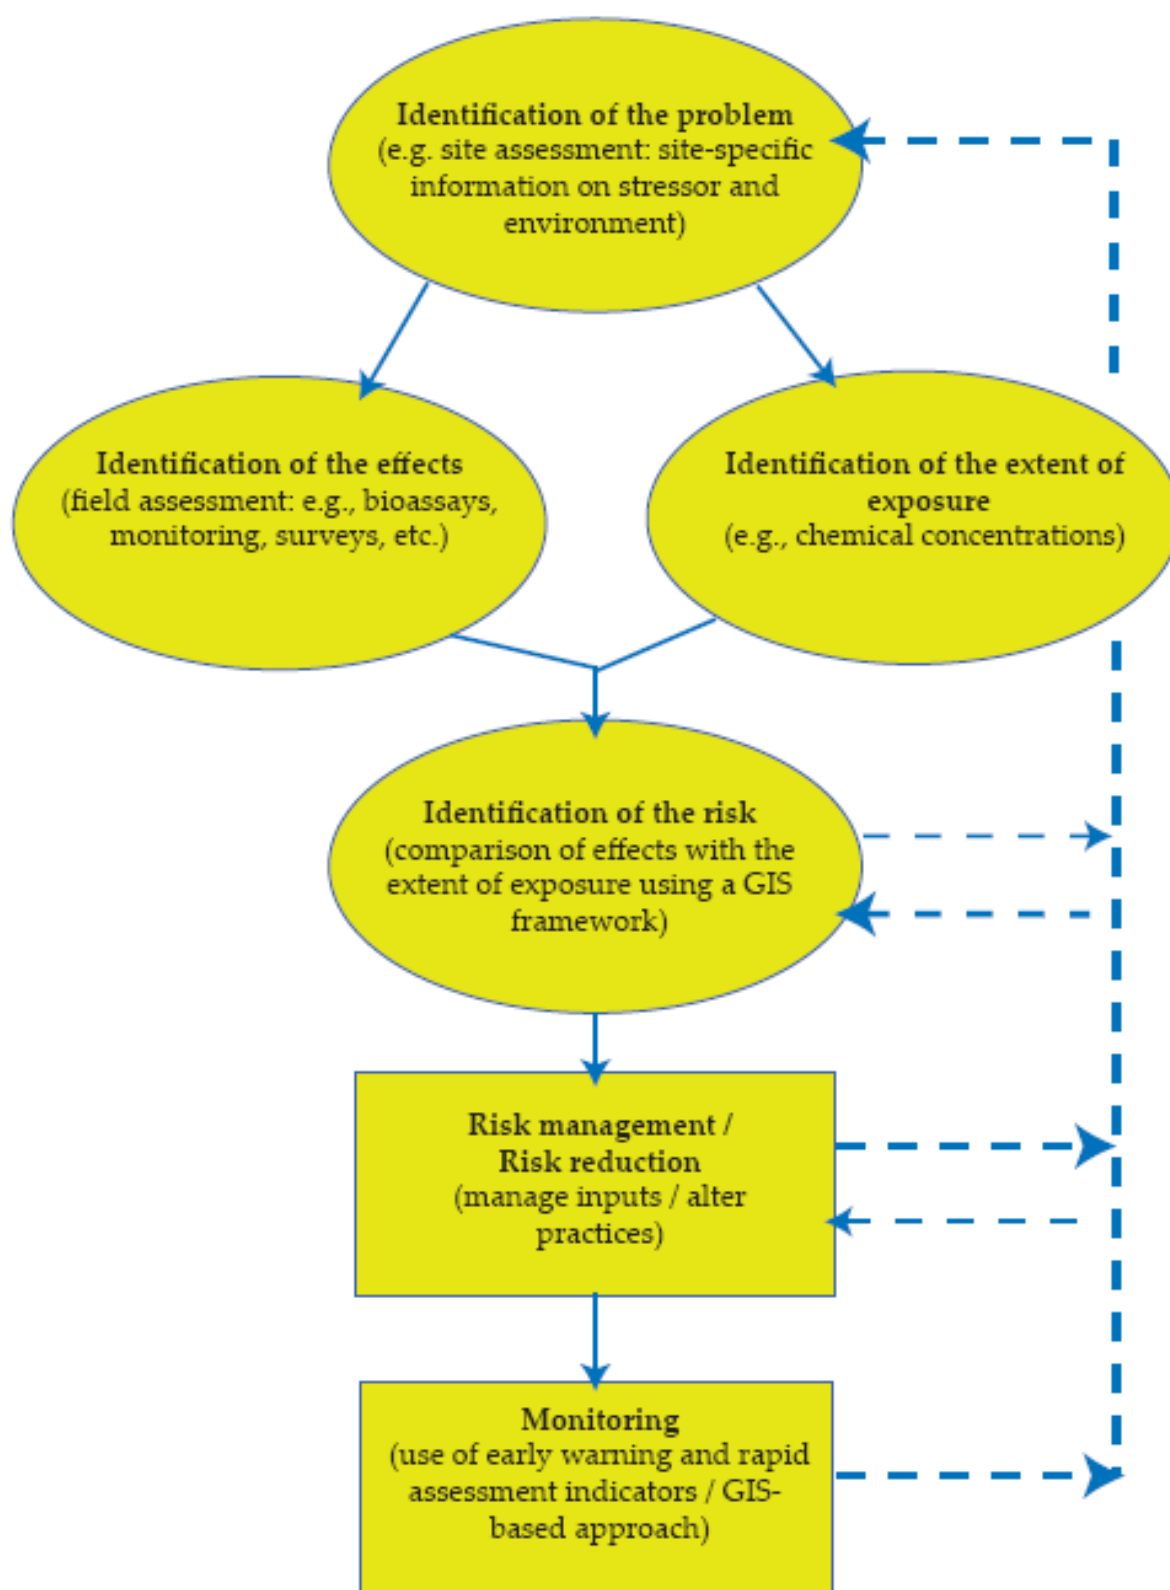 Identification of the problem
(e.g. site assessment: site-specific
information on stressor and
environment)
Identification of the effects
(field assessment: e.g., bioassays,
monitoring, surveys, etc.)
Identification of the extent of
exposure
(e.g., chemical concentrations)
Identification of the risk
(comparison of effects with the
extent of exposure using a GIS
framework)
Risk management /
Risk reduction
(manage inputs / alter
practices)
Monitoring
(use of early warning and rapid
assessment indicators / GIS-
based approach)